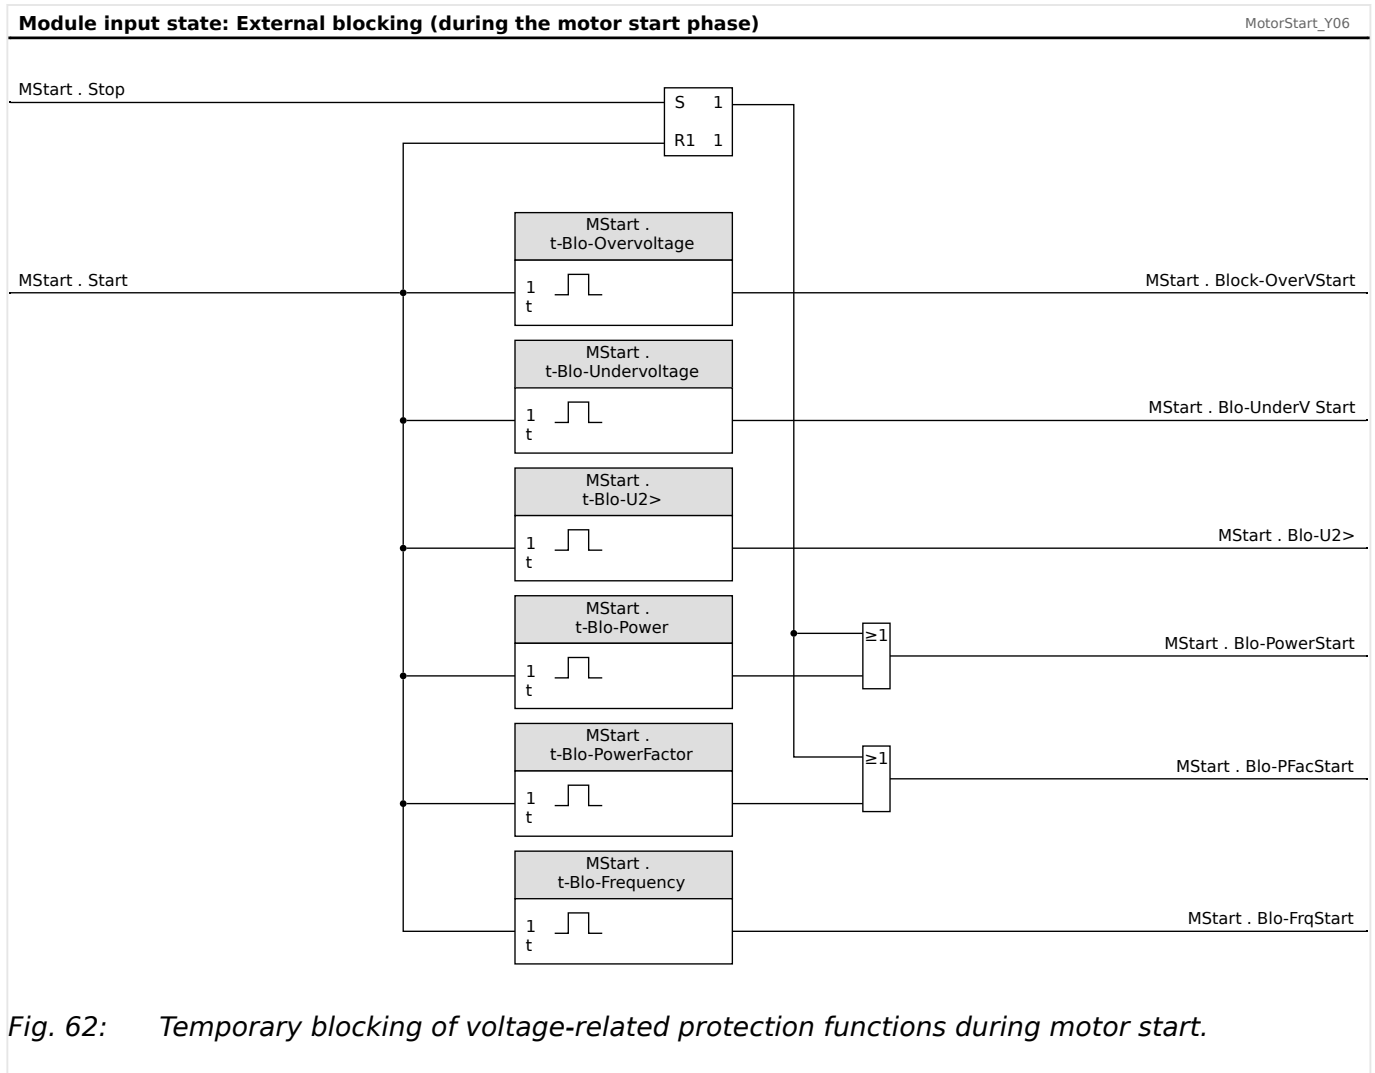 Module input state: External blocking (during the motor start phase)
MotorStart_Y06
MStart . Stop
S 1
R1 1
MStart .
t-Blo-Overvoltage
MStart . Start
1
t
MStart . Block-OverVStart
MStart .
t-Blo-Undervoltage
1
t
MStart . Blo-UnderV Start
MStart .
t-Blo-U2>
1
t
MStart . Blo-U2>
MStart .
t-Blo-Power
1
t
≥1
MStart . Blo-PowerStart
MStart .
t-Blo-PowerFactor
1
t
≥1
MStart . Blo-PFacStart
MStart .
t-Blo-Frequency
1
t
MStart . Blo-FrqStart
Fig. 62: Temporary blocking of voltage-related protection functions during motor start.